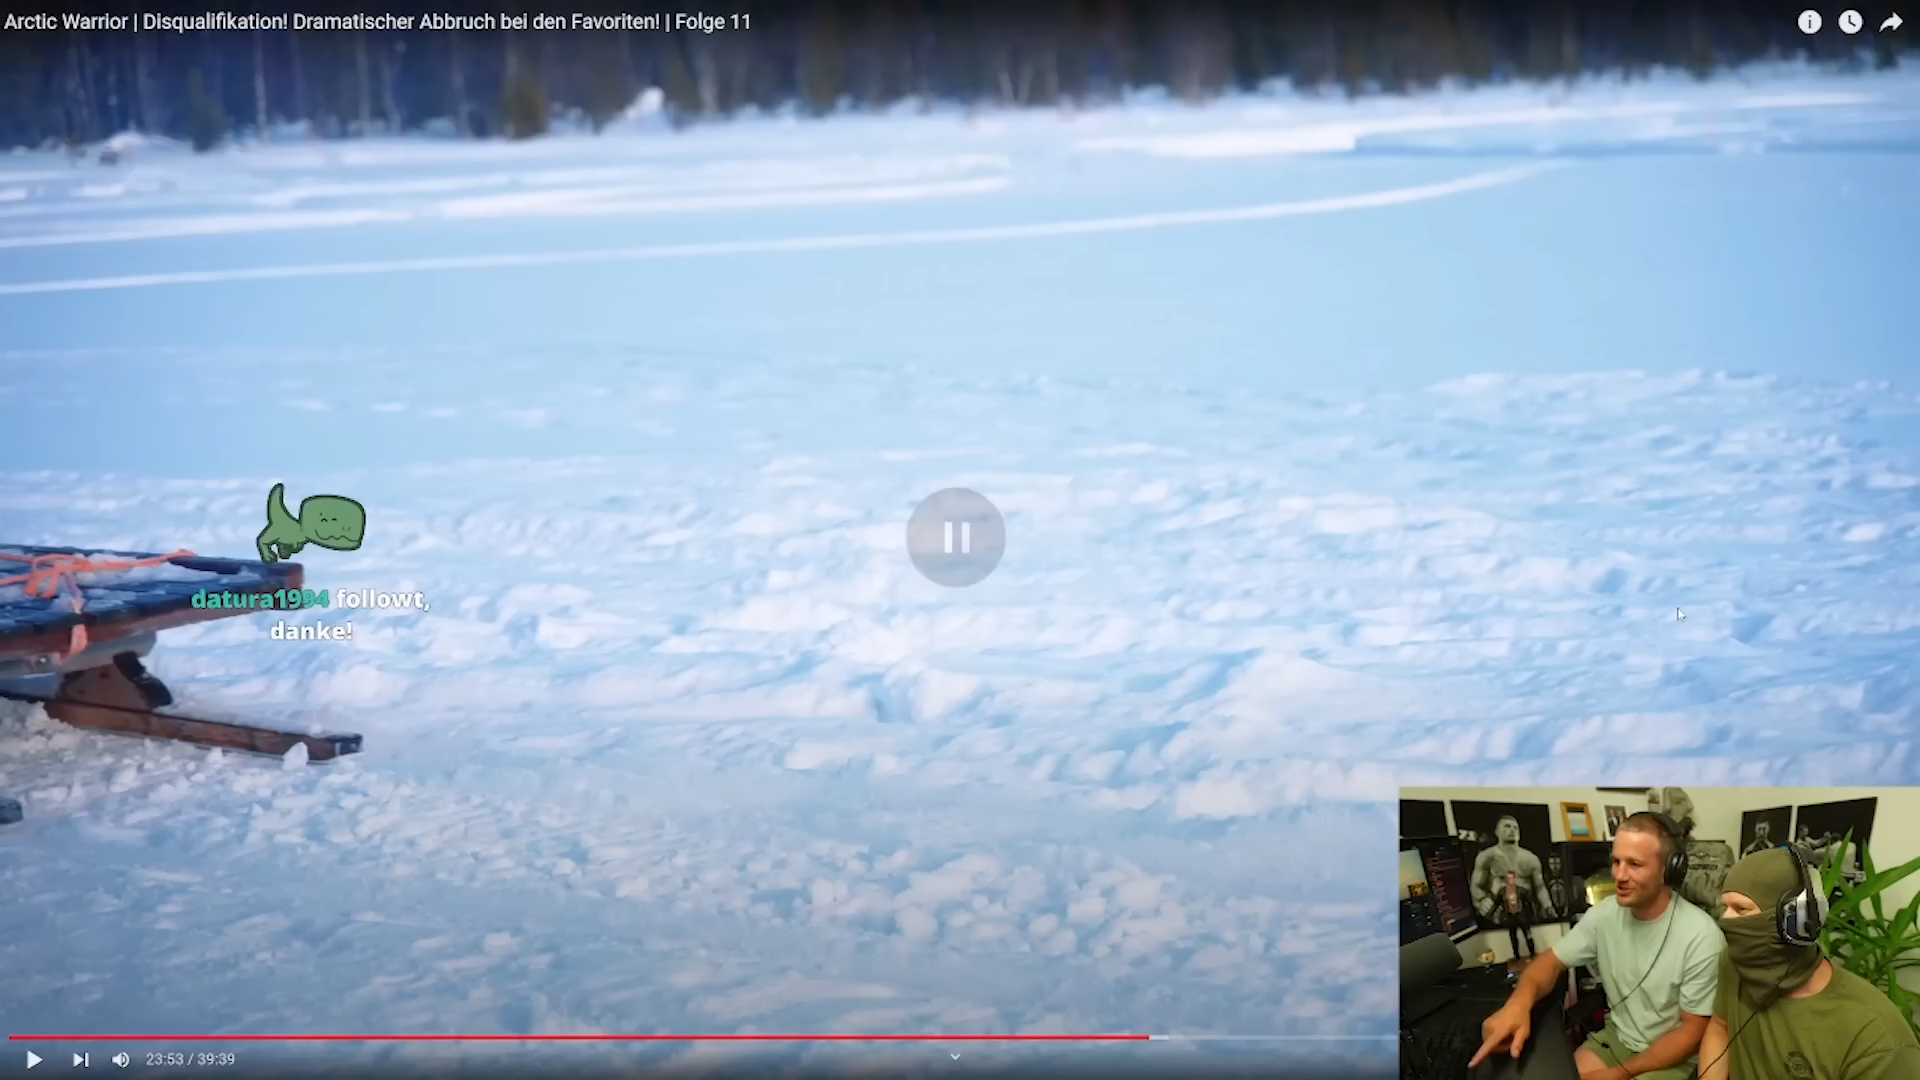 Arctic Warrior | Disqualifikation! Dramatischer Abbruch bei den Favoriten! | Folge 11
datura1994 followt,
danke!
23:53 / 39:39